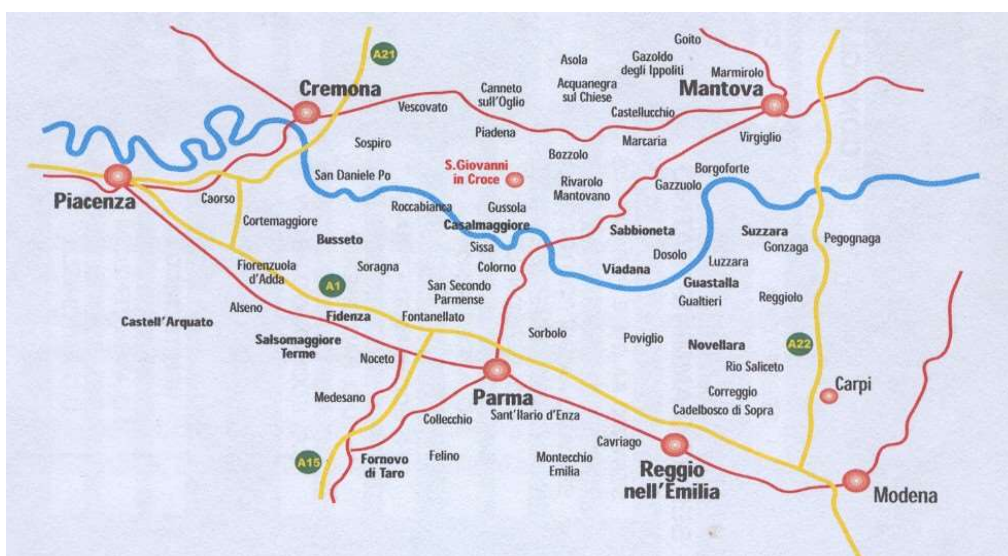 Goito
A21
Asola
Gazoldo
degli Ippoliti
Marmirolo
Cremona
Canneto
sull'Oglio
Acquanegra
sul Chiese
Mantova
Vescovato
Castellucchio
Piadena
Marcaria
Virgiglio
Sospiro
Bozzolo
S.Giovanni
in Croce
San Daniele Po
Borgoforte
Rivarolo
Mantovano
Gazzuolo
Piacenza
Caorso
Roccabianca
Gussola
Cortemaggiore
Casalmaggiore
Sabbioneta
Suzzara
Busseto
Sissa
Gonzaga
Pegognaga
Dosolo
Luzzara
Fiorenzuola
d'Adda
Soragna
Colorno
Viadana
Guastalla
A1
San Secondo
Parmense
Gualtieri
Reggiolo
Alseno
Castell'Arquato
Fidenza
Fontanellato
Sorbolo
Salsomaggiore
Terme
Poviglio
Novellara
A22
Noceto
Rio Saliceto
Medesano
Parma
Correggio
Carpi
Collecchio
Sant'Ilario d'Enza
Cadelbosco di Sopra
Cavriago
A15
Fornovo
di Taro
Felino
Montecchio
Emilia
Reggio
nell'Emilia
Modena